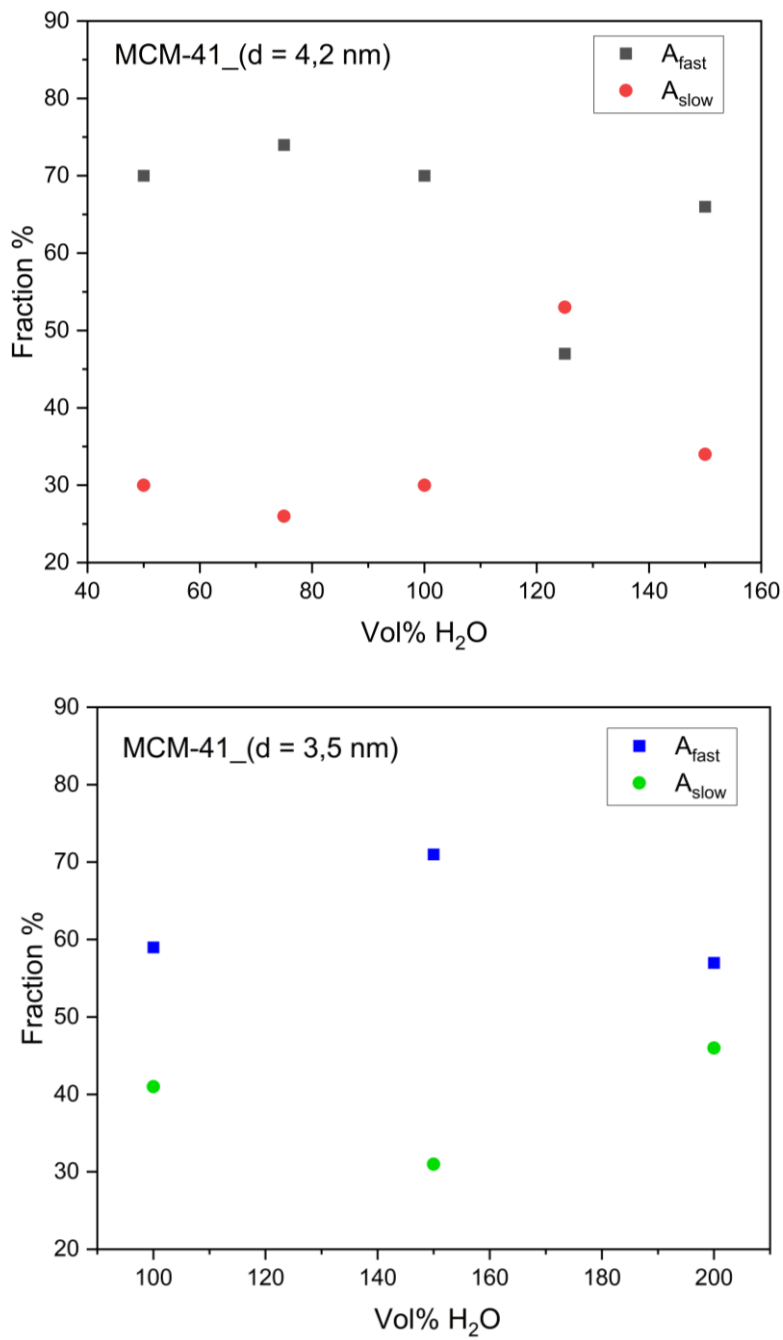 MCM-41_(d = 4,2 nm)
A_fast
A_slow
90
80
70
60
50
40
30
20
Fraction %
40 60 80 100 120 140 160
Vol% H₂O
MCM-41_(d = 3,5 nm)
A_fast
A_slow
90
80
70
60
50
40
30
20
Fraction %
100 120 140 160 180 200
Vol% H₂O